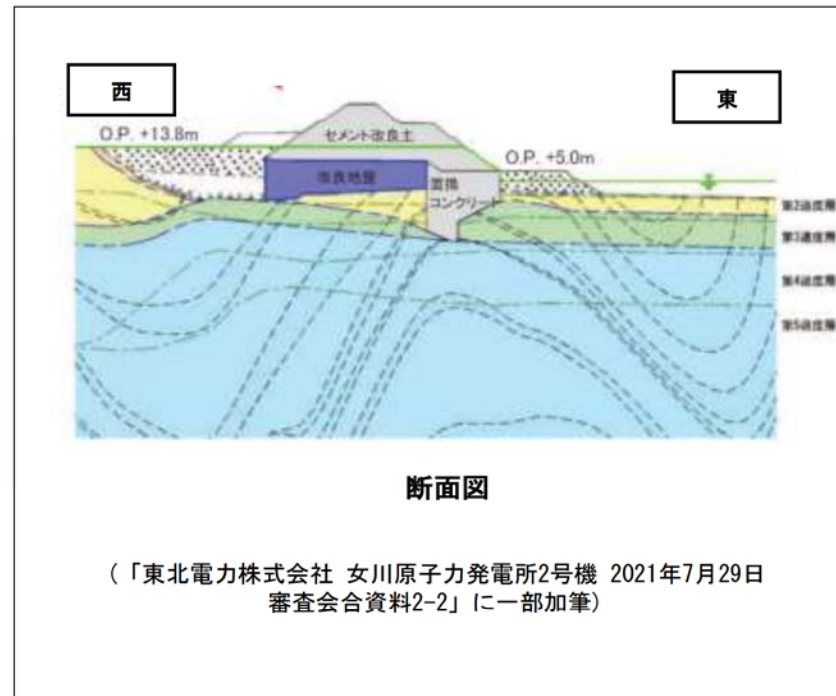 西
東
O.P. +13.8m
セメント改良土
O.P. +5.0m
改良地盤
置換
コンクリート
第2速度層
第3速度層
第4速度層
第5速度層
断面図
(「東北電力株式会社 女川原子力発電所2号機 2021年7月29日
審査会合資料2-2」に一部加筆)